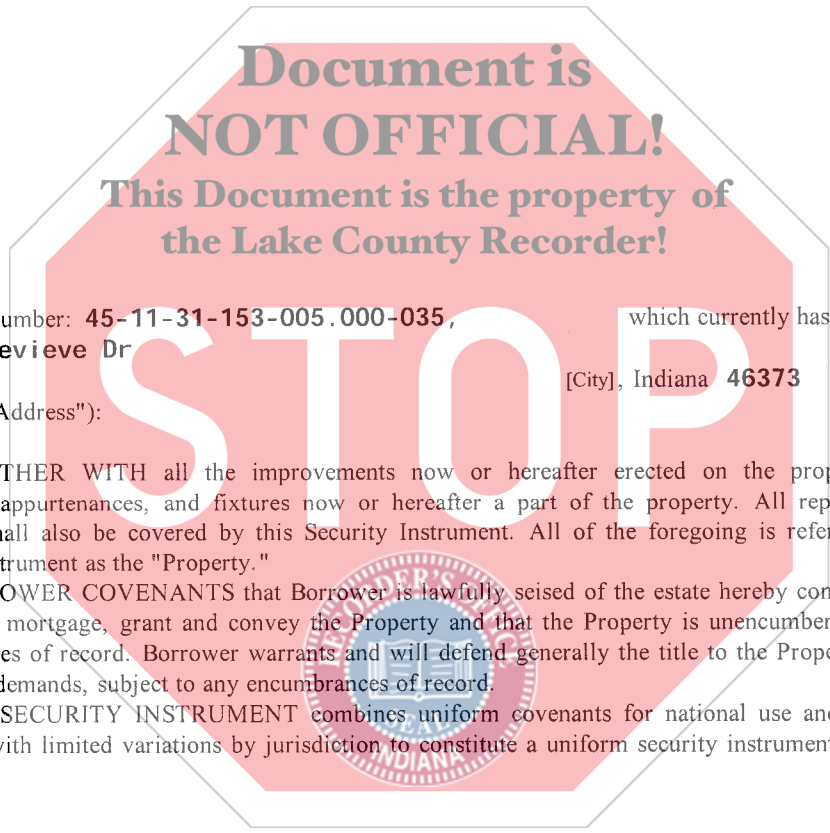 Document is
NOT OFFICIAL!
This Document is the property of
the Lake County Recorder!
STOP
umber: 45-11-31-153-005.000-035, which currently has
evieve Dr
[City], Indiana 46373
Address"):
THER WITH all the improvements now or hereafter erected on the prop
appurtenances, and fixtures now or hereafter a part of the property. All rep
hall also be covered by this Security Instrument. All of the foregoing is refer
trument as the "Property."
OWER COVENANTS that Borrower is lawfully seised of the estate hereby con
mortgage, grant and convey the Property and that the Property is unencumber
es of record. Borrower warrants and will defend generally the title to the Prope
demands, subject to any encumbrances of record.
SECURITY INSTRUMENT combines uniform covenants for national use and
with limited variations by jurisdiction to constitute a uniform security instrument
RECORDER'S OFFICE
SEAL
INDIANA